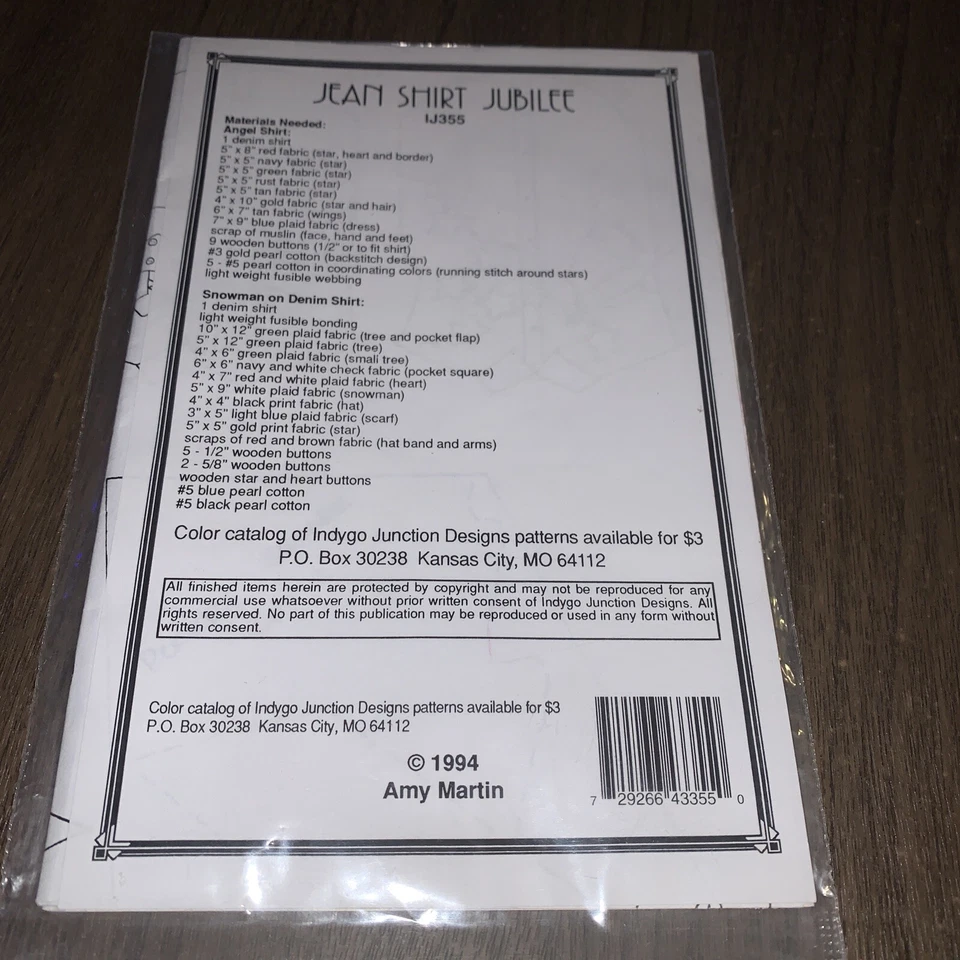 JEAN SHIRT JUBILEE
IJ355
Materials Needed:
Angel Shirt:
1 denim shirt
5" x 8" red fabric (star, heart and border)
5" x 5" navy fabric (star)
5" x 5" green fabric (star)
5" x 5" rust fabric (star)
5" x 5" tan fabric (star)
4" x 10" gold fabric (star and hair)
6" x 7" tan fabric (wings)
7" x 9" blue plaid fabric (dress)
scrap of muslin (face, hand and feet)
9 wooden buttons (1/2" or to fit shirt)
#3 gold pearl cotton (backstitch design)
5 - #5 pearl cotton in coordinating colors (running stitch around stars)
light weight fusible webbing
Snowman on Denim Shirt:
1 denim shirt
light weight fusible bonding
10" x 12" green plaid fabric (tree and pocket flap)
5" x 12" green plaid fabric (tree)
4" x 6" green plaid fabric (small tree)
6" x 6" navy and white check fabric (pocket square)
4" x 7" red and white plaid fabric (heart)
5" x 9" white plaid fabric (snowman)
4" x 4" black print fabric (hat)
3" x 5" light blue plaid fabric (scarf)
5" x 5" gold print fabric (star)
scraps of red and brown fabric (hat band and arms)
5 - 1/2" wooden buttons
2 - 5/8" wooden buttons
wooden star and heart buttons
#5 blue pearl cotton
#5 black pearl cotton
Color catalog of Indygo Junction Designs patterns available for $3
P.O. Box 30238 Kansas City, MO 64112
All finished items herein are protected by copyright and may not be reproduced for any
commercial use whatsoever without prior written consent of Indygo Junction Designs. All
rights reserved. No part of this publication may be reproduced or used in any form without
written consent.
Color catalog of Indygo Junction Designs patterns available for $3
P.O. Box 30238 Kansas City, MO 64112
© 1994
Amy Martin
7 29266 43355 0